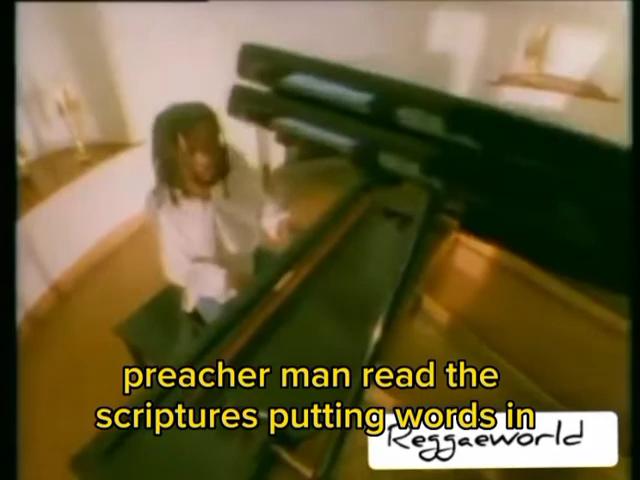 preacher man read the
scriptures putting words in
Reggaeworld